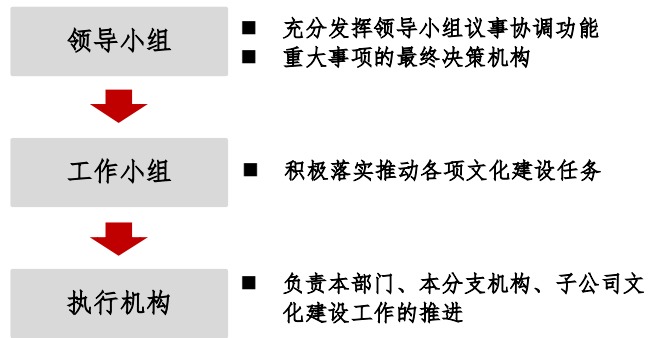 领导小组
■ 充分发挥领导小组议事协调功能
■ 重大事项的最终决策机构
工作小组
■ 积极落实推动各项文化建设任务
执行机构
■ 负责本部门、本分支机构、子公司文
化建设工作的推进